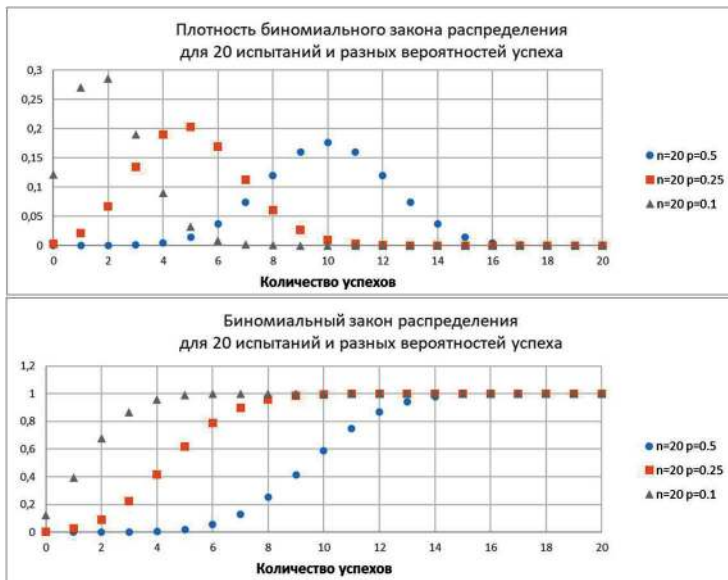 Плотность биномиального закона распределения
для 20 испытаний и разных вероятностей успеха
0,3
0,25
0,2
0,15
0,1
0,05
0
0 2 4 6 8 10 12 14 16 18 20
Количество успехов
n=20 p=0.5
n=20 p=0.25
n=20 p=0.1
Биномиальный закон распределения
для 20 испытаний и разных вероятностей успеха
1,2
1
0,8
0,6
0,4
0,2
0
0 2 4 6 8 10 12 14 16 18 20
Количество успехов
n=20 p=0.5
n=20 p=0.25
n=20 p=0.1